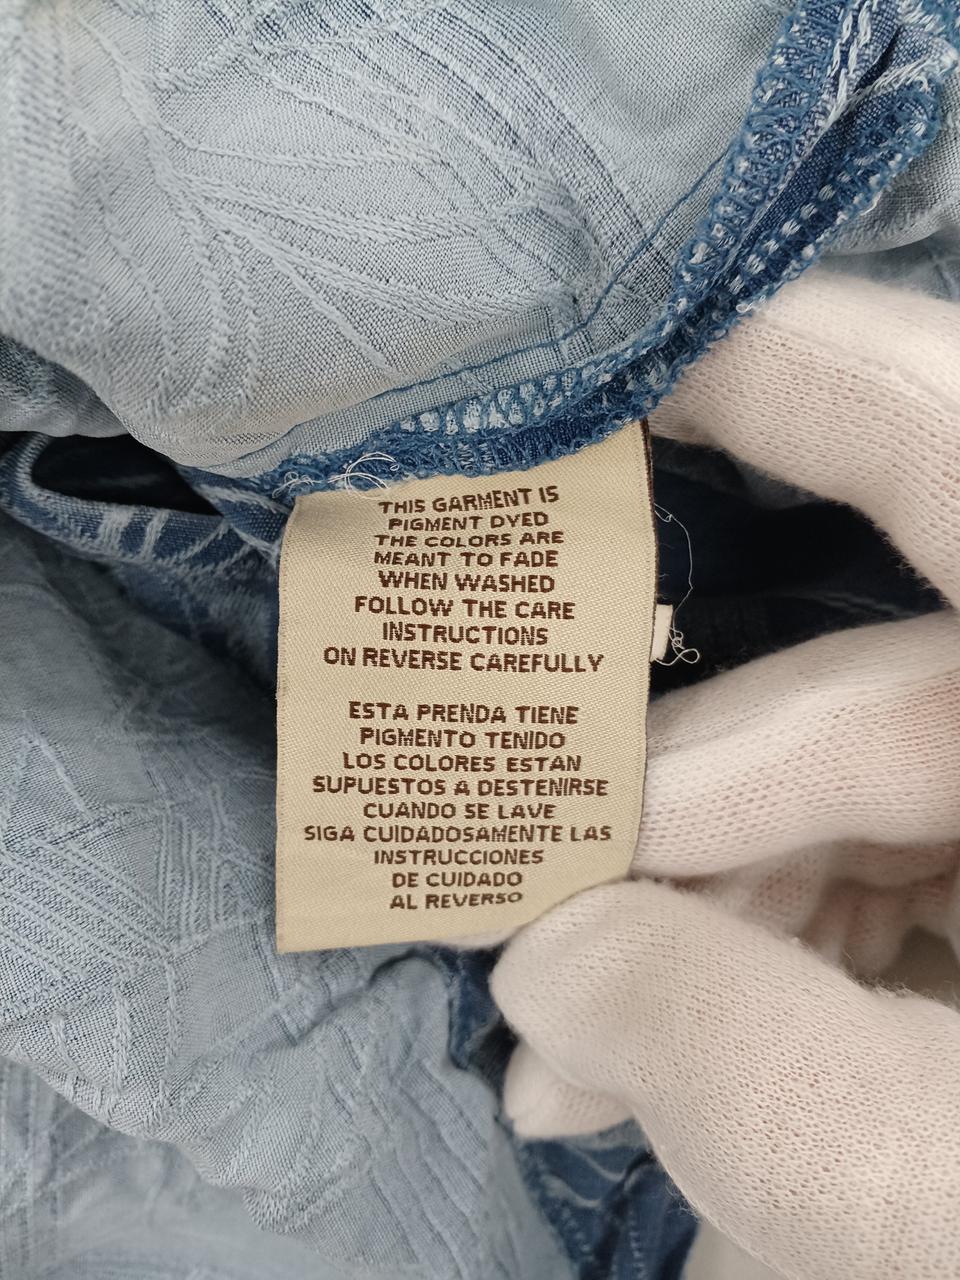 THIS GARMENT IS
PIGMENT DYED
THE COLORS ARE
MEANT TO FADE
WHEN WASHED
FOLLOW THE CARE
INSTRUCTIONS
ON REVERSE CAREFULLY
ESTA PRENDA TIENE
PIGMENTO TENIDO
LOS COLORES ESTAN
SUPUESTOS A DESTENIRSE
CUANDO SE LAVE
SIGA CUIDADOSAMENTE LAS
INSTRUCCIONES
DE CUIDADO
AL REVERSO